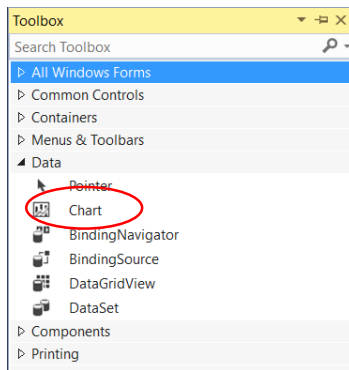 Toolbox
Search Toolbox
All Windows Forms
Common Controls
Containers
Menus & Toolbars
Data
Pointer
Chart
BindingNavigator
BindingSource
DataGridView
DataSet
Components
Printing